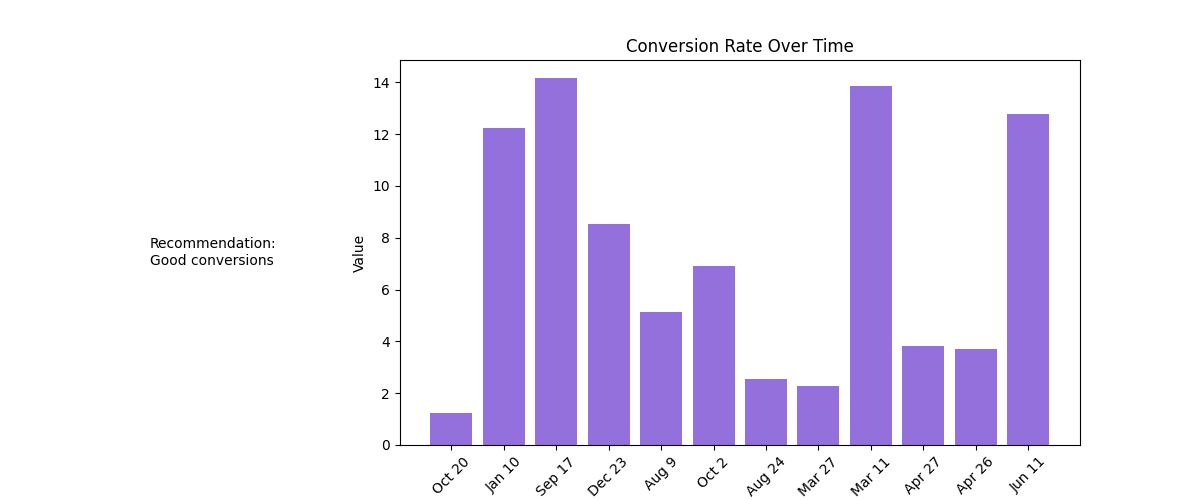 Conversion Rate Over Time
Recommendation:
Good conversions
Value
14
12
10
8
6
4
2
0
Oct 20
Jan 10
Sep 17
Dec 23
Aug 9
Oct 2
Aug 24
Mar 27
Mar 11
Apr 27
Apr 26
Jun 11